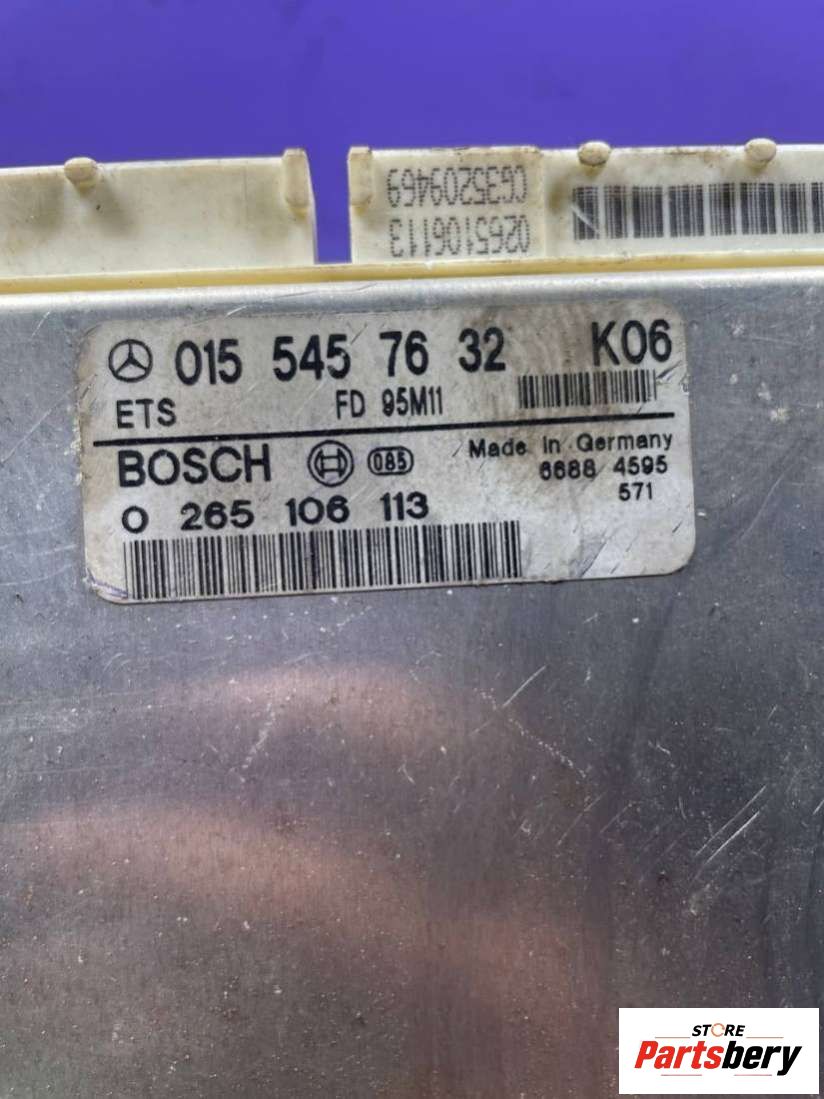 0265106113
CG35209469
015 545 76 32 K06
ETS FD 95M11
BOSCH 085 Made in Germany
0 265 106 113 6688 4595
571
STORE
Partsbery